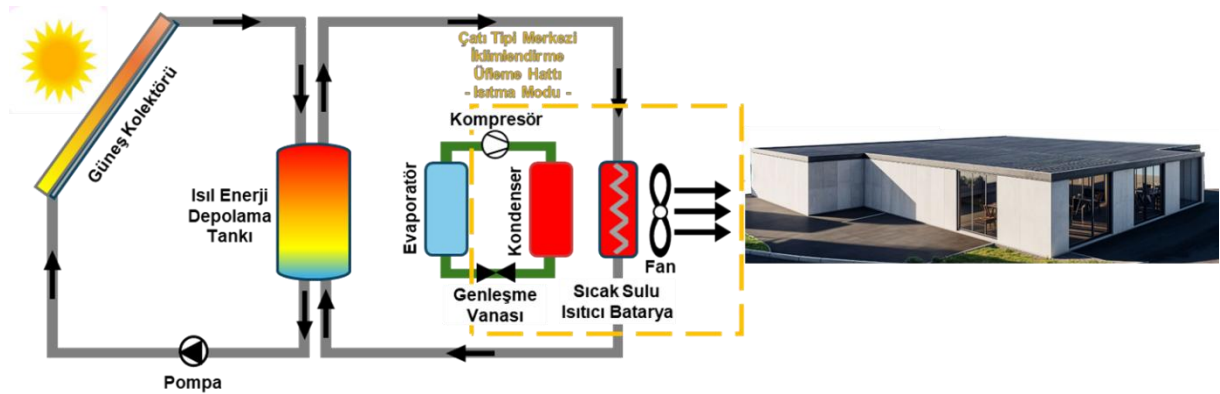 Güneş Kolektörü
Isıl Enerji
Depolama
Tankı
Pompa
Çatı Tipi Merkezi
İklimlendirme
Üfleme Hattı
- Isıtma Modu -
Kompresör
Evaparatör
Kondenser
Genleşme
Vanası
Fan
Sıcak Sulu
Isıtıcı Batarya